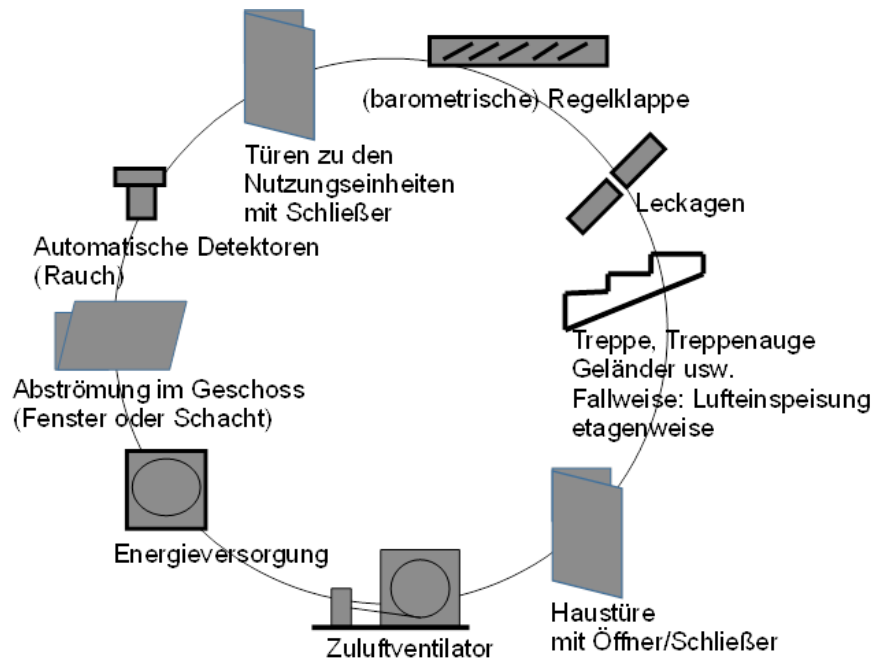 (barometrische) Regelklappe
Türen zu den
Nutzungseinheiten
mit Schließer
Leckagen
Automatische Detektoren
(Rauch)
Treppe, Treppenauge
Geländer usw.
Fallweise: Lufteinspeisung
etagenweise
Abströmung im Geschoss
(Fenster oder Schacht)
Energieversorgung
Haustüre
mit Öffner/Schließer
Zuluftventilator